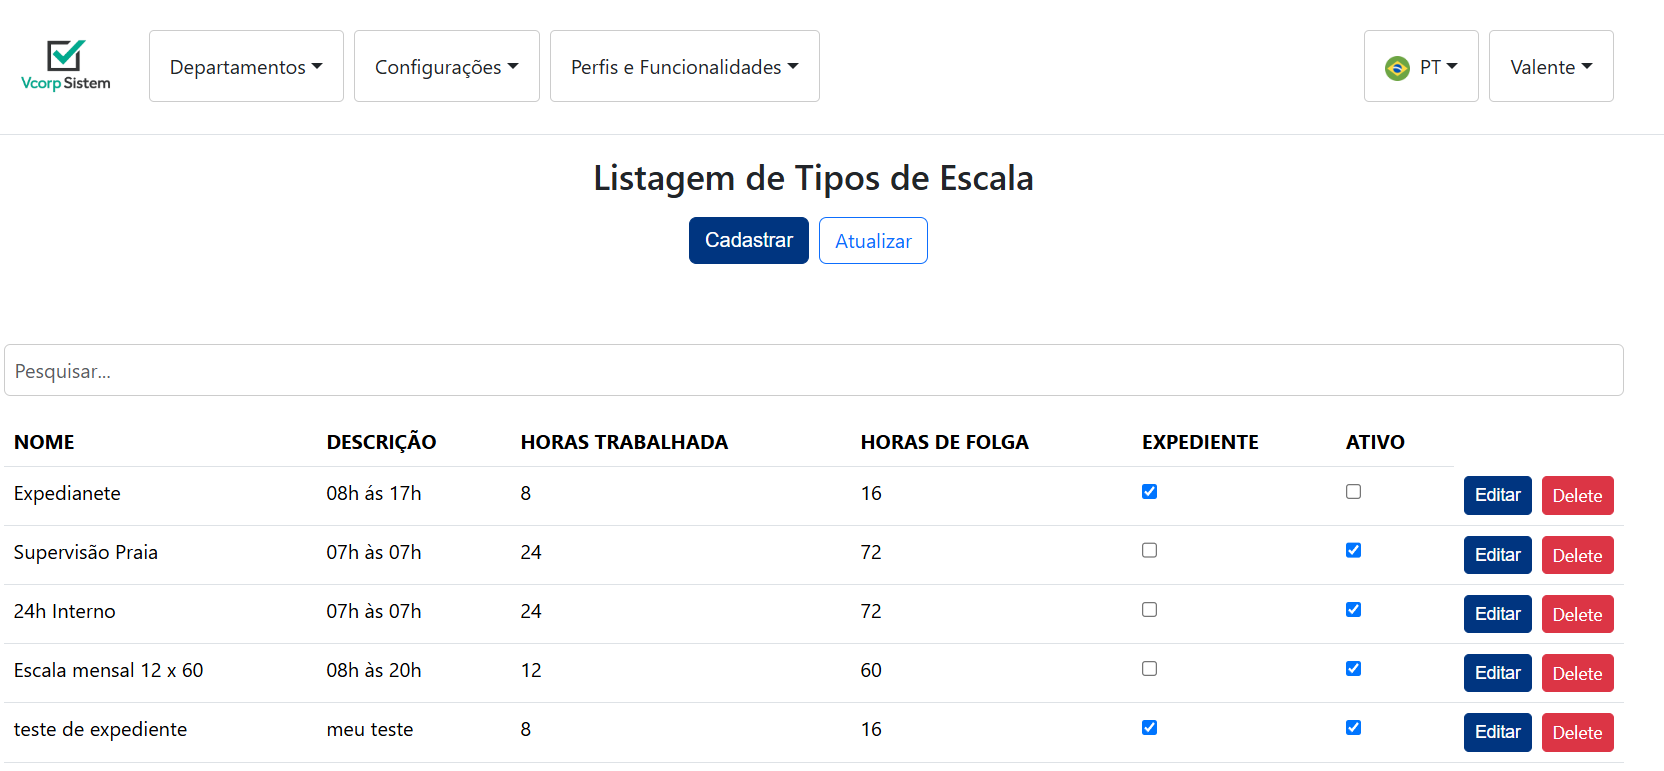 Vcorp Sistem
Departamentos
Configurações
Perfis e Funcionalidades
PT
Valente
Listagem de Tipos de Escala
Cadastrar
Atualizar
Pesquisar...
NOME DESCRIÇÃO HORAS TRABALHADA HORAS DE FOLGA EXPEDIENTE ATIVO
Expedianete 08h ás 17h 8 16 Editar Delete
Supervisão Praia 07h às 07h 24 72 Editar Delete
24h Interno 07h às 07h 24 72 Editar Delete
Escala mensal 12 x 60 08h às 20h 12 60 Editar Delete
teste de expediente meu teste 8 16 Editar Delete